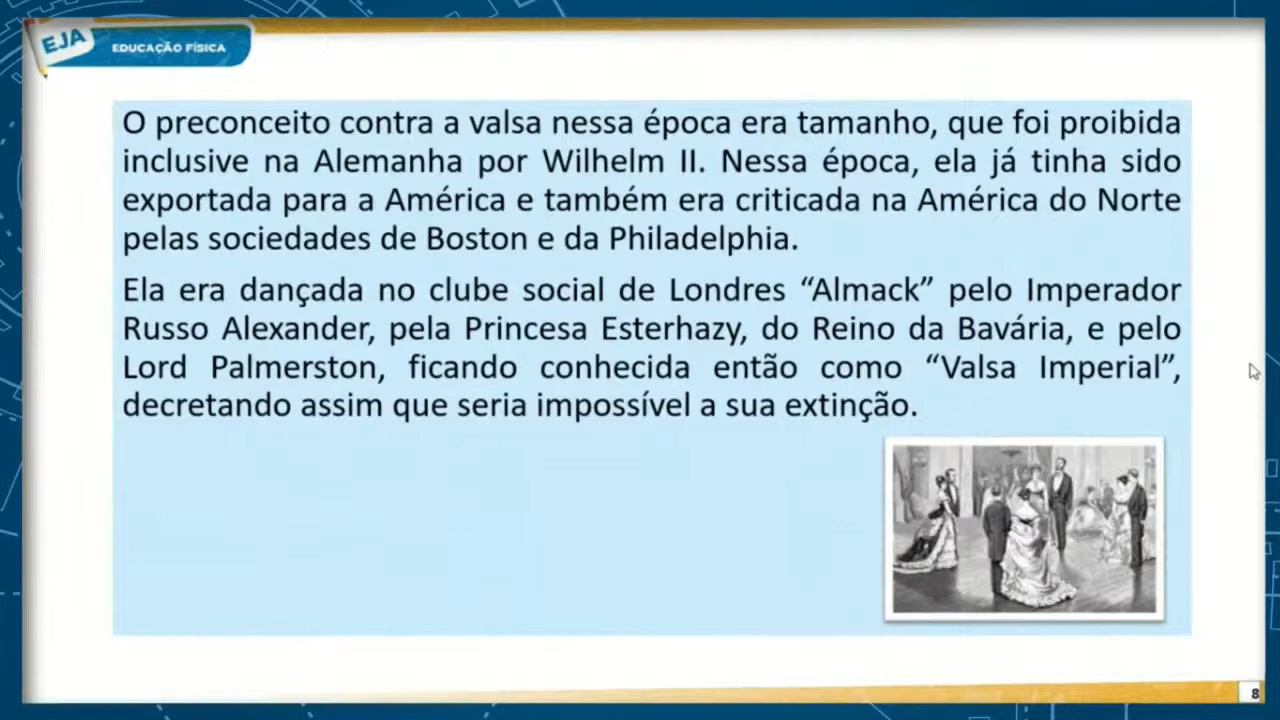 EJA
EDUCAÇÃO FÍSICA
O preconceito contra a valsa nessa época era tamanho, que foi proibida
inclusive na Alemanha por Wilhelm II. Nessa época, ela já tinha sido
exportada para a América e também era criticada na América do Norte
pelas sociedades de Boston e da Philadelphia.
Ela era dançada no clube social de Londres “Almack” pelo Imperador
Russo Alexander, pela Princesa Esterhazy, do Reino da Bavária, e pelo
Lord Palmerston, ficando conhecida então como “Valsa Imperial”,
decretando assim que seria impossível a sua extinção.
8